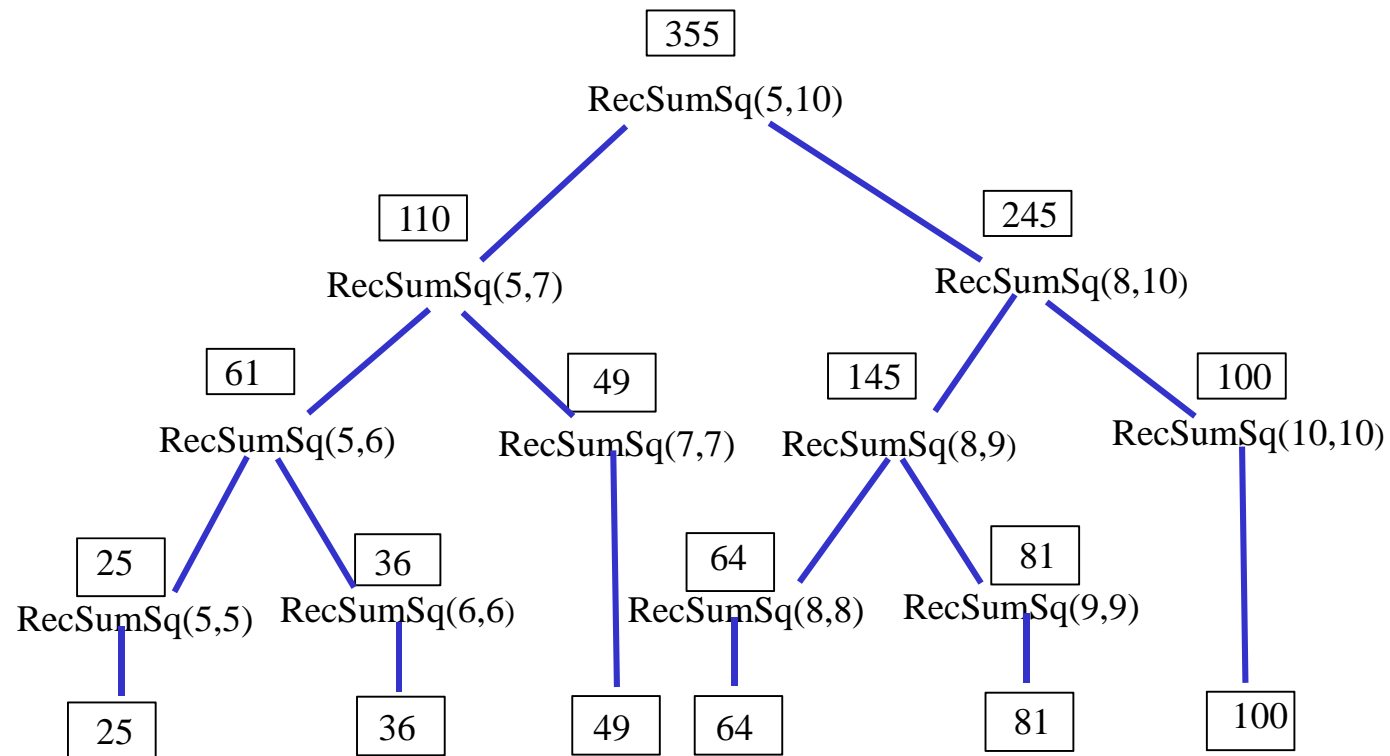 355
RecSumSq(5,10)
110 245
RecSumSq(5,7) RecSumSq(8,10)
61 49 145 100
RecSumSq(5,6) RecSumSq(7,7) RecSumSq(8,9) RecSumSq(10,10)
25 36 64 81
RecSumSq(5,5) RecSumSq(6,6) RecSumSq(8,8) RecSumSq(9,9)
25 36 49 64 81 100